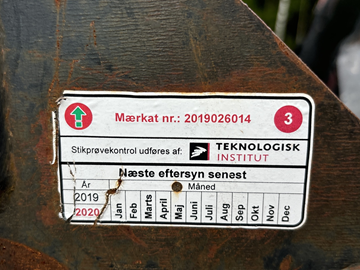 Mærkat nr.: 2019026014
3
Stikprøvekontrol udføres af:
TEKNOLOGISK
INSTITUT
Næste eftersyn senest
År
Måned
2019
2020
Jan
Feb
Marts
April
Maj
Juni
Juli
Aug
Sep
Okt
Nov
Dec